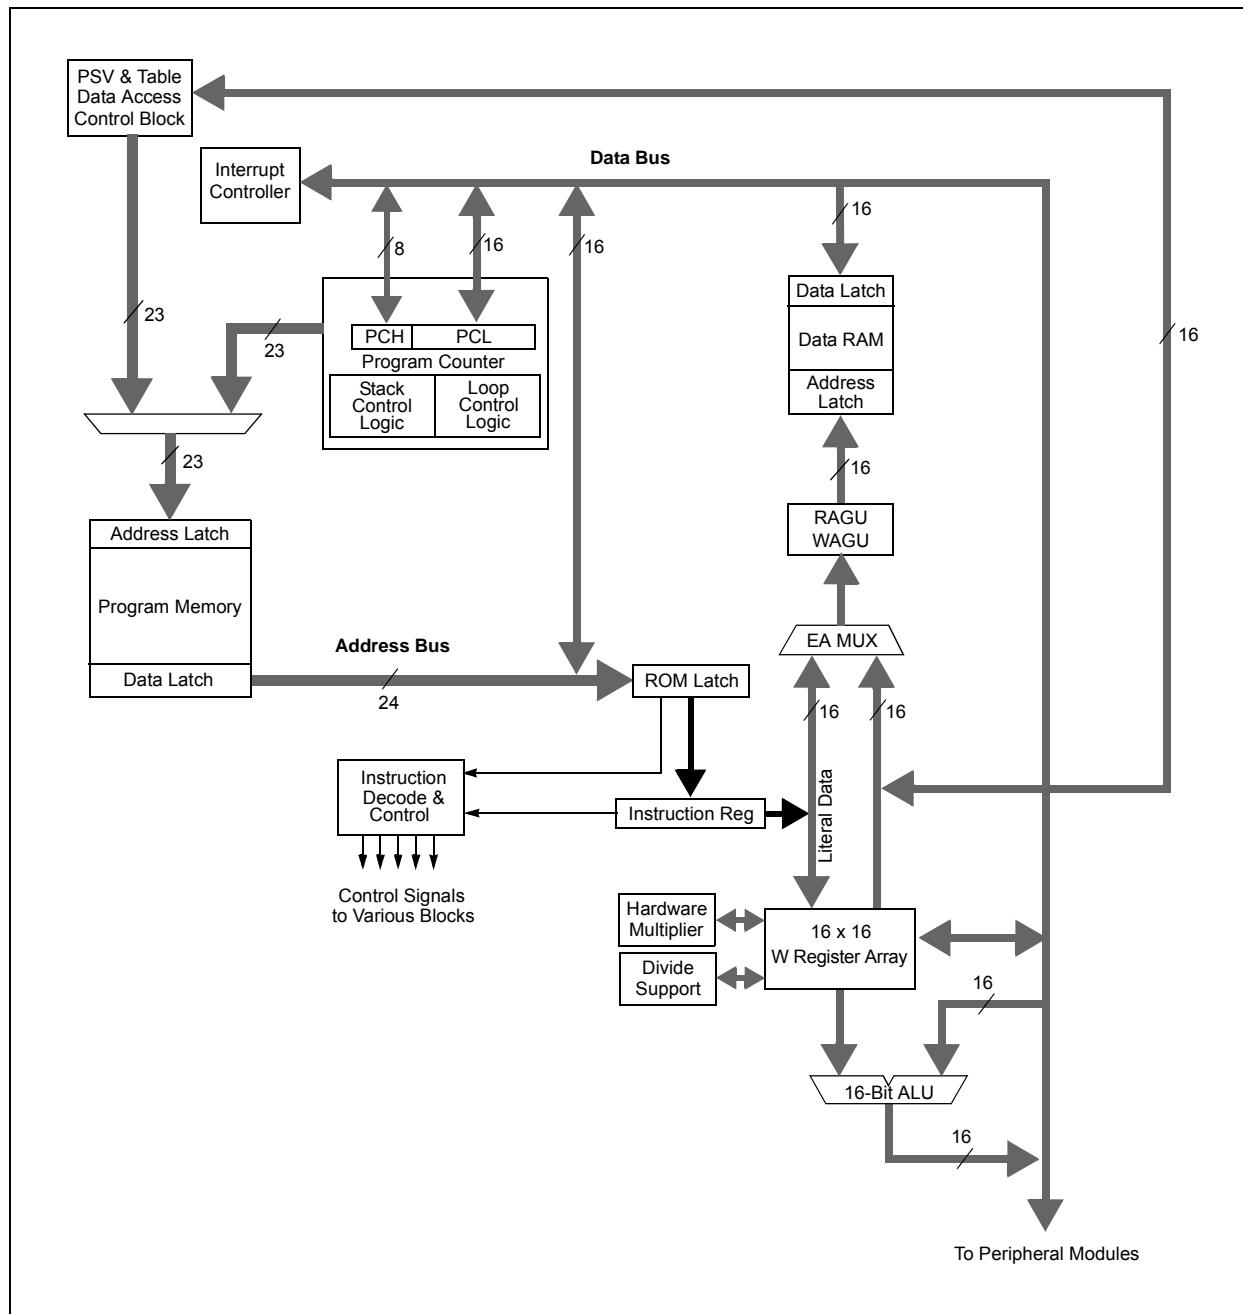 PSV & Table
Data Access
Control Block
Data Bus
Interrupt
Controller
16
8
16
16
23
23
16
Data Latch
Data RAM
Address
Latch
PCH
PCL
Program Counter
Stack
Control
Logic
Loop
Control
Logic
23
16
Address Latch
Program Memory
Data Latch
RAGU
WAGU
Address Bus
EA MUX
24
ROM Latch
16
16
Instruction
Decode &
Control
Instruction Reg
Literal Data
Control Signals
to Various Blocks
Hardware
Multiplier
16 x 16
W Register Array
Divide
Support
16
16-Bit ALU
16
To Peripheral Modules